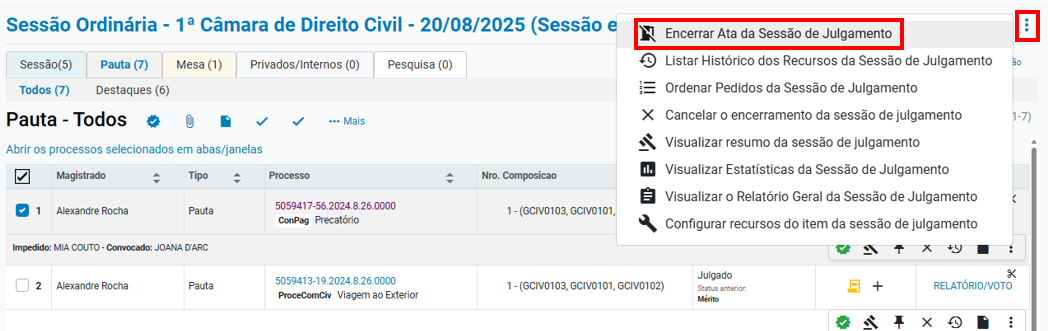 Sessão Ordinária - 1ª Câmara de Direito Civil - 20/08/2025 (Sessão e
Encerrar Ata da Sessão de Julgamento
Listar Histórico dos Recursos da Sessão de Julgamento
Ordenar Pedidos da Sessão de Julgamento
Cancelar o encerramento da sessão de julgamento
Visualizar resumo da sessão de julgamento
Visualizar Estatísticas da Sessão de Julgamento
Visualizar o Relatório Geral da Sessão de Julgamento
Configurar recursos do item da sessão de julgamento
Sessão(5) Pauta (7) Mesa (1) Privados/Internos (0) Pesquisa (0)
Todos (7) Destaques (6)
Pauta - Todos ••• Mais 1-7)
Abrir os processos selecionados em abas/janelas
Magistrado Tipo Processo Nro. Composicao
1 Alexandre Rocha Pauta 5059417-56.2024.8.26.0000 1 - (GCIV0103, GCIV0101,
ConPag Precatório
Impedido: MIA COUTO - Convocado: JOANA D'ARC
2 Alexandre Rocha Pauta 5059413-19.2024.8.26.0000 1 - (GCIV0103, GCIV0101, GCIV0102) Julgado RELATÓRIO/VOTO
ProceComCiv Viagem ao Exterior Status anterior:
Mérito